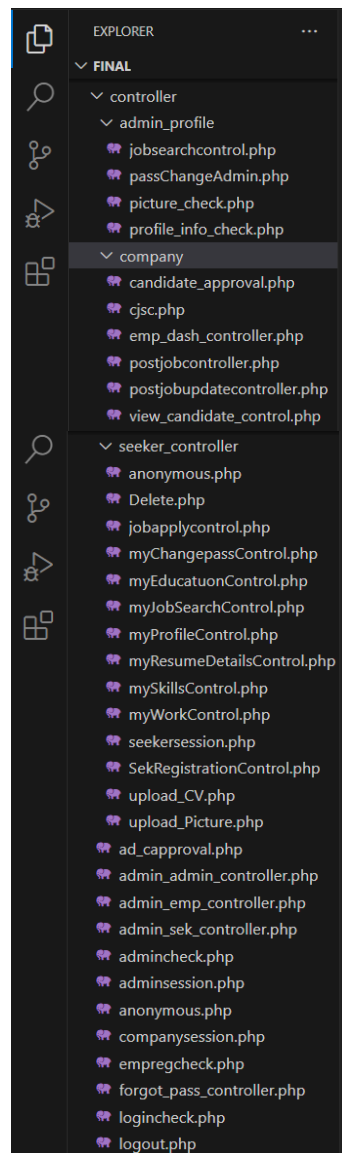 EXPLORER ...
FINAL
controller
admin_profile
jobsearchcontrol.php
passChangeAdmin.php
picture_check.php
profile_info_check.php
company
candidate_approval.php
cjsc.php
emp_dash_controller.php
postjobcontroller.php
postjobupdatecontroller.php
view_candidate_control.php
seeker_controller
anonymous.php
Delete.php
jobapplycontrol.php
myChangepassControl.php
myEducatuonControl.php
myJobSearchControl.php
myProfileControl.php
myResumeDetailsControl.php
mySkillsControl.php
myWorkControl.php
seekersession.php
SekRegistrationControl.php
upload_CV.php
upload_Picture.php
ad_capproval.php
admin_admin_controller.php
admin_emp_controller.php
admin_sek_controller.php
admincheck.php
adminsession.php
anonymous.php
companysession.php
empregcheck.php
forgot_pass_controller.php
logincheck.php
logout.php